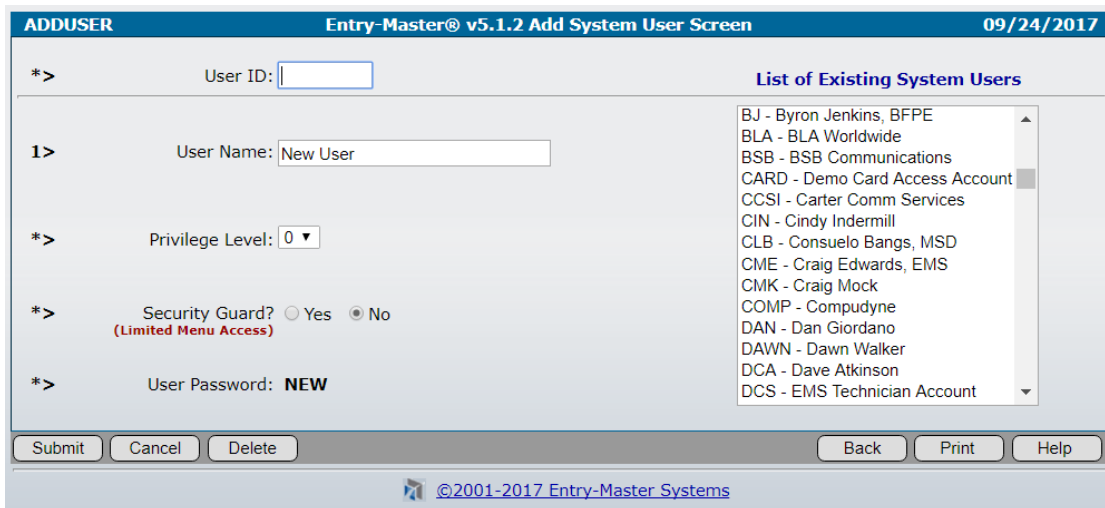 ADDUSER Entry-Master® v5.1.2 Add System User Screen 09/24/2017
*> User ID:
List of Existing System Users
1> User Name: New User
*> Privilege Level: 0
*> Security Guard? Yes No
(Limited Menu Access)
*> User Password: NEW
BJ - Byron Jenkins, BFPE
BLA - BLA Worldwide
BSB - BSB Communications
CARD - Demo Card Access Account
CCSI - Carter Comm Services
CIN - Cindy Indermill
CLB - Consuelo Bangs, MSD
CME - Craig Edwards, EMS
CMK - Craig Mock
COMP - Compudyne
DAN - Dan Giordano
DAWN - Dawn Walker
DCA - Dave Atkinson
DCS - EMS Technician Account
Submit Cancel Delete Back Print Help
©2001-2017 Entry-Master Systems